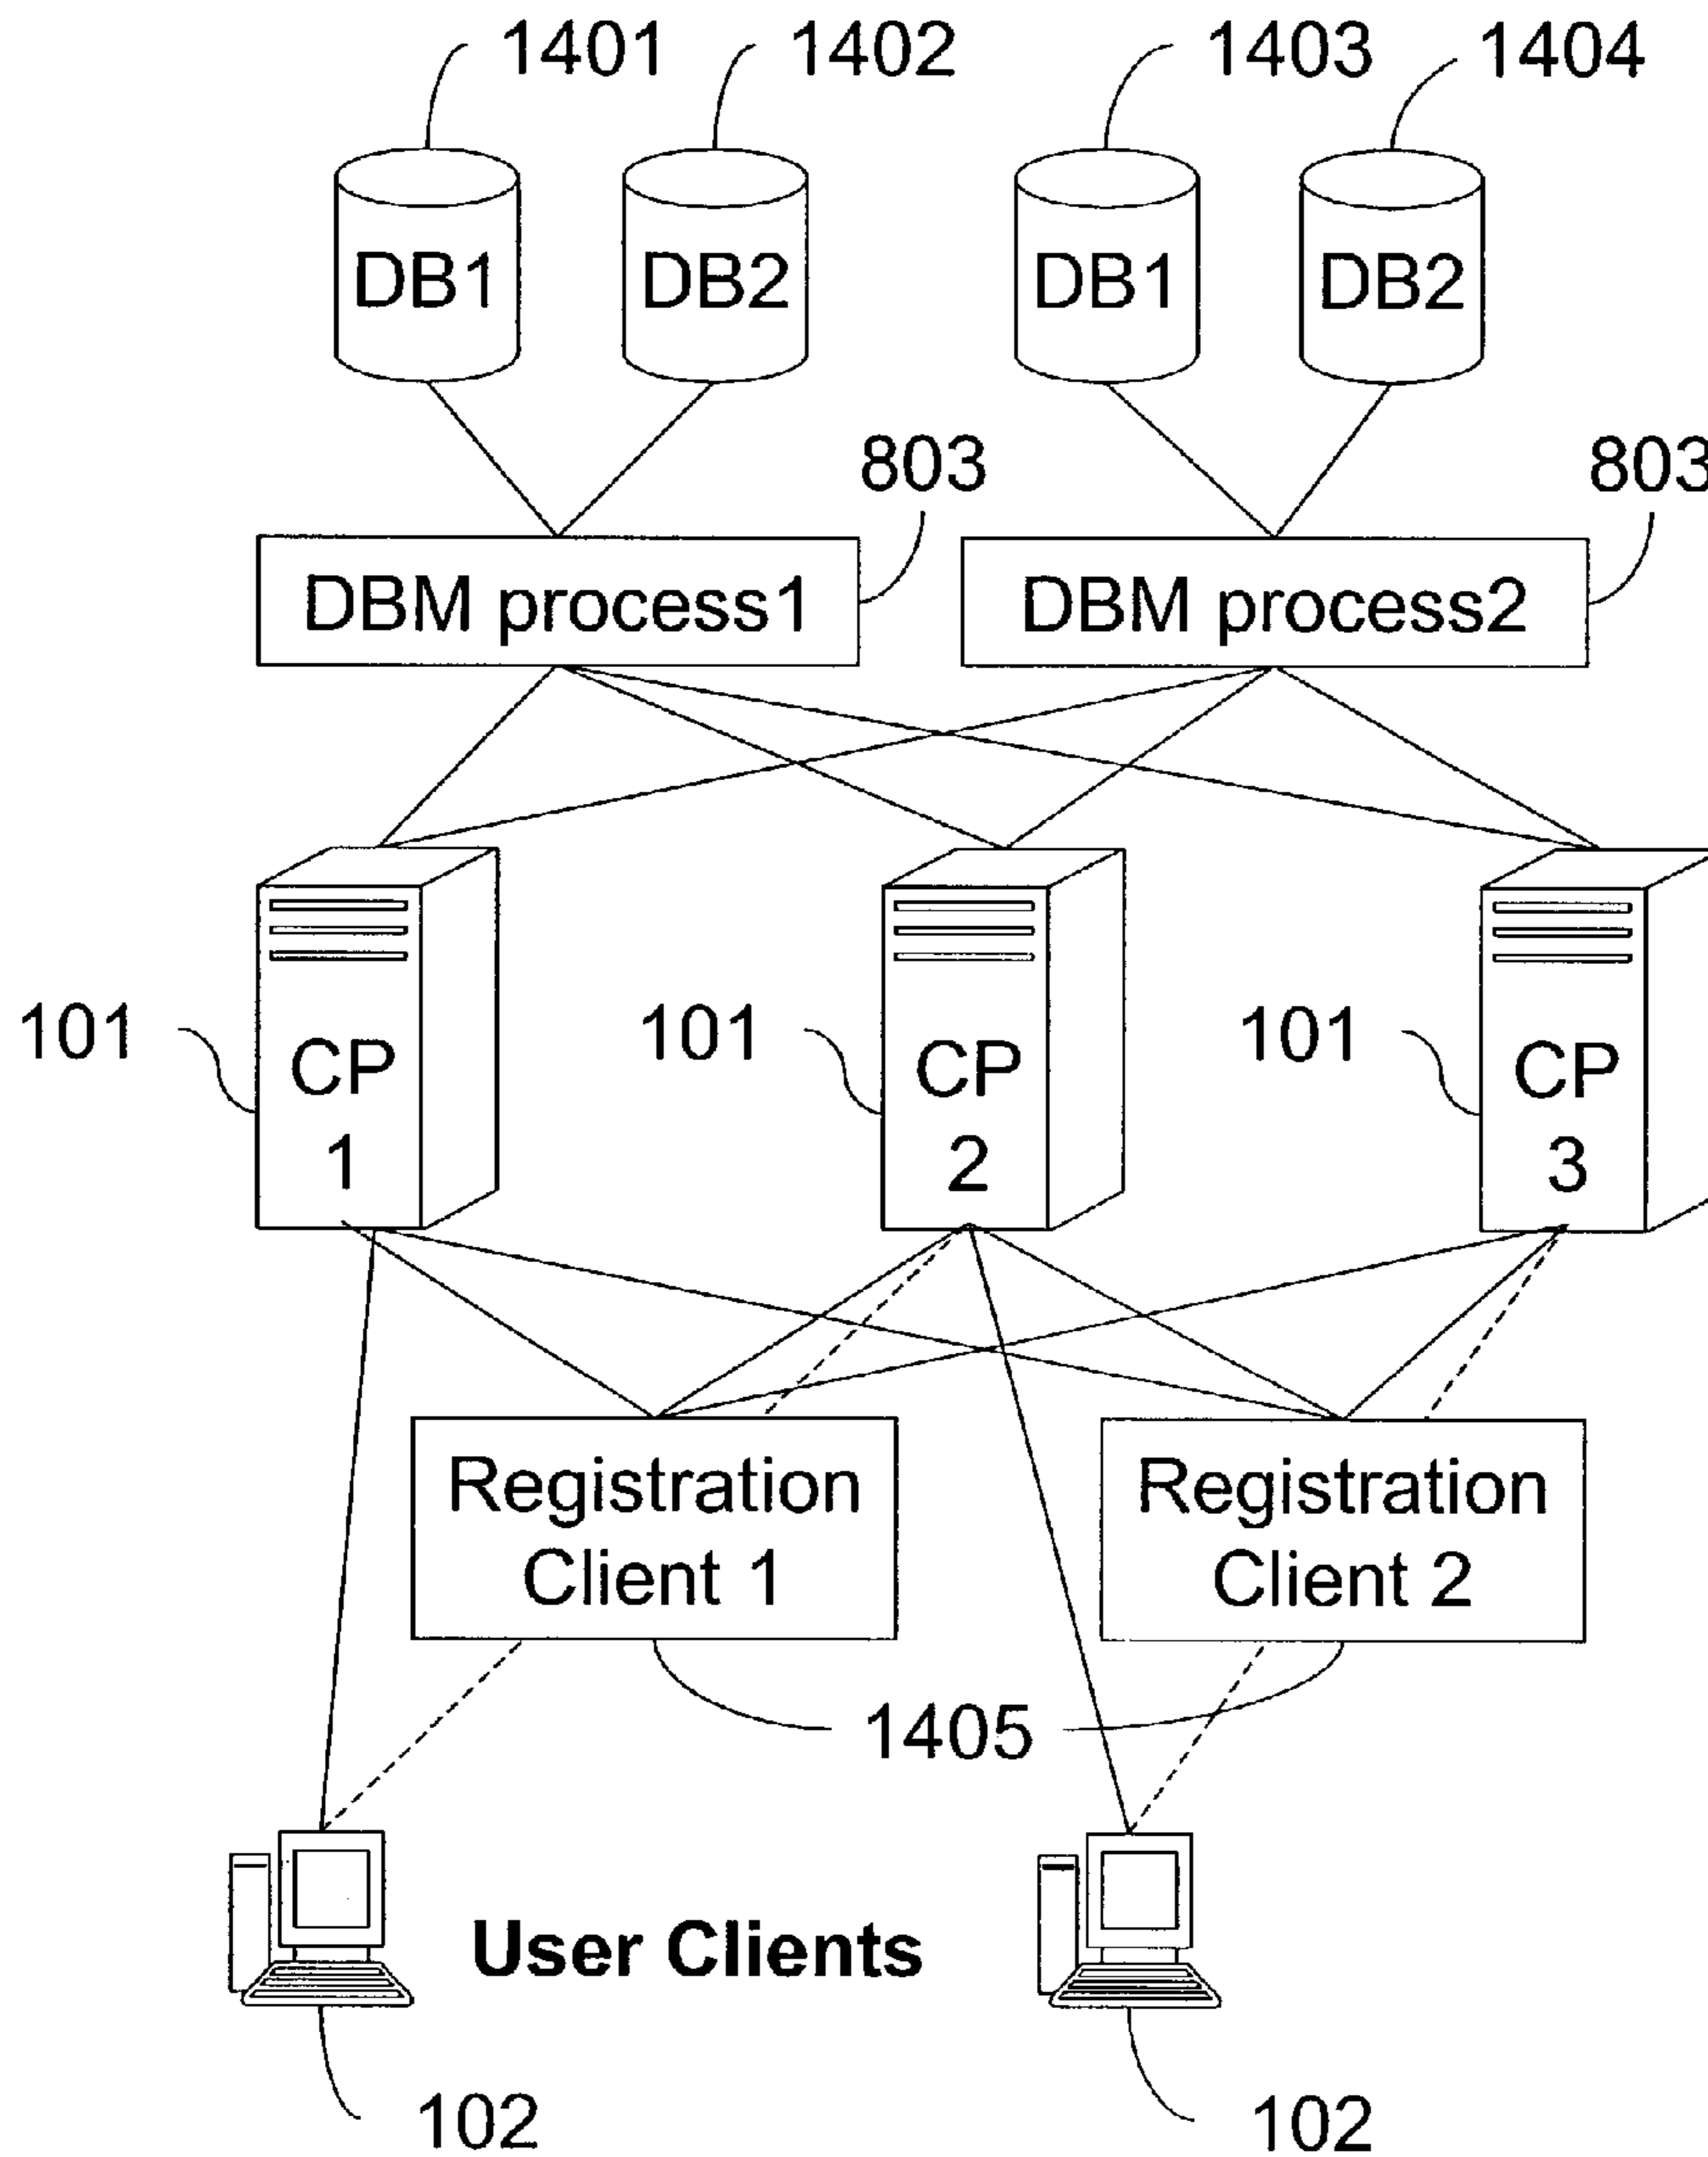 1401
1402
1403
1404
DB1
DB2
DB1
DB2
803
803
DBM process1
DBM process2
101
CP
1
101
CP
2
101
CP
3
Registration
Client 1
Registration
Client 2
1405
User Clients
102
102